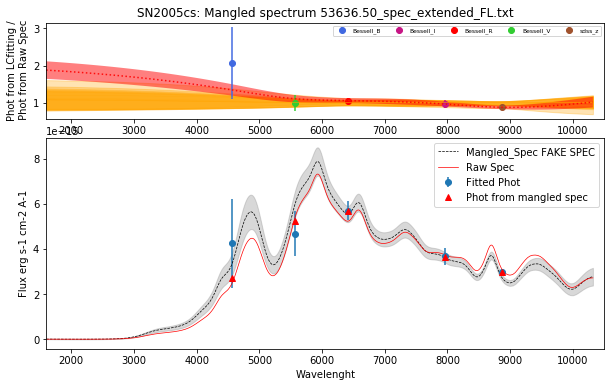 SN2005cs: Mangled spectrum 53636.50_spec_extended_FL.txt
Phot from LCfitting /
Phot from Raw Spec
3
2
1
Bessell_B
Bessell_I
Bessell_R
Bessell_V
sdss_z
2000 3000 4000 5000 6000 7000 8000 9000 10000
1e-15
Flux erg s-1 cm-2 A-1
8
6
4
2
0
Mangled_Spec FAKE SPEC
Raw Spec
Fitted Phot
Phot from mangled spec
2000 3000 4000 5000 6000 7000 8000 9000 10000
Wavelenght